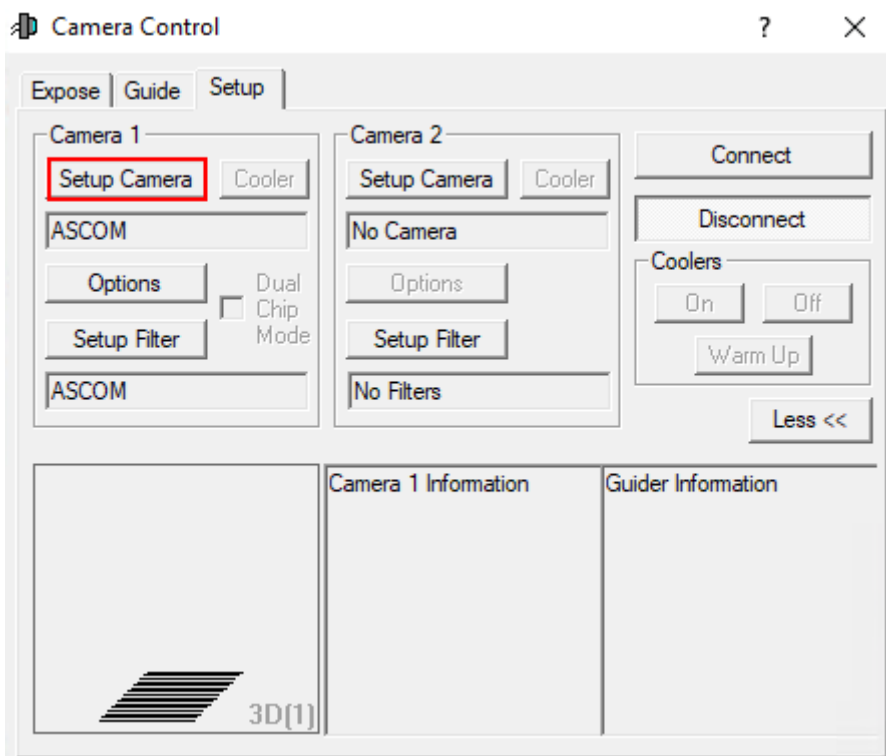 Camera Control
?
Expose
Guide
Setup
Camera 1
Setup Camera
Cooler
ASCOM
Options
Dual
Chip
Mode
Setup Filter
ASCOM
Camera 2
Setup Camera
Cooler
No Camera
Options
Setup Filter
No Filters
Connect
Disconnect
Coolers
On
Off
Warm Up
Less <<
3D(1)
Camera 1 Information
Guider Information